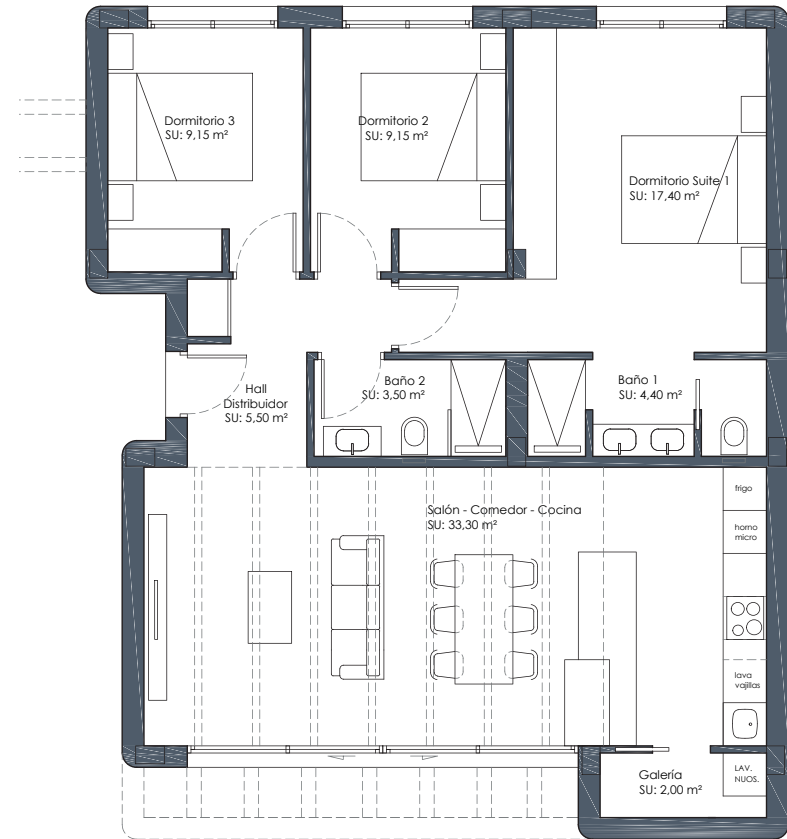 Dormitorio 3
SU: 9,15 m²
Dormitorio 2
SU: 9,15 m²
Dormitorio Suite 1
SU: 17,40 m²
Hall
Distribuidor
SU: 5,50 m²
Baño 2
SU: 3,50 m²
Baño 1
SU: 4,40 m²
Salón - Comedor - Cocina
SU: 33,30 m²
frigo
horno
micro
lava
vajillas
Galería
SU: 2,00 m²
LAV.
NUOS.